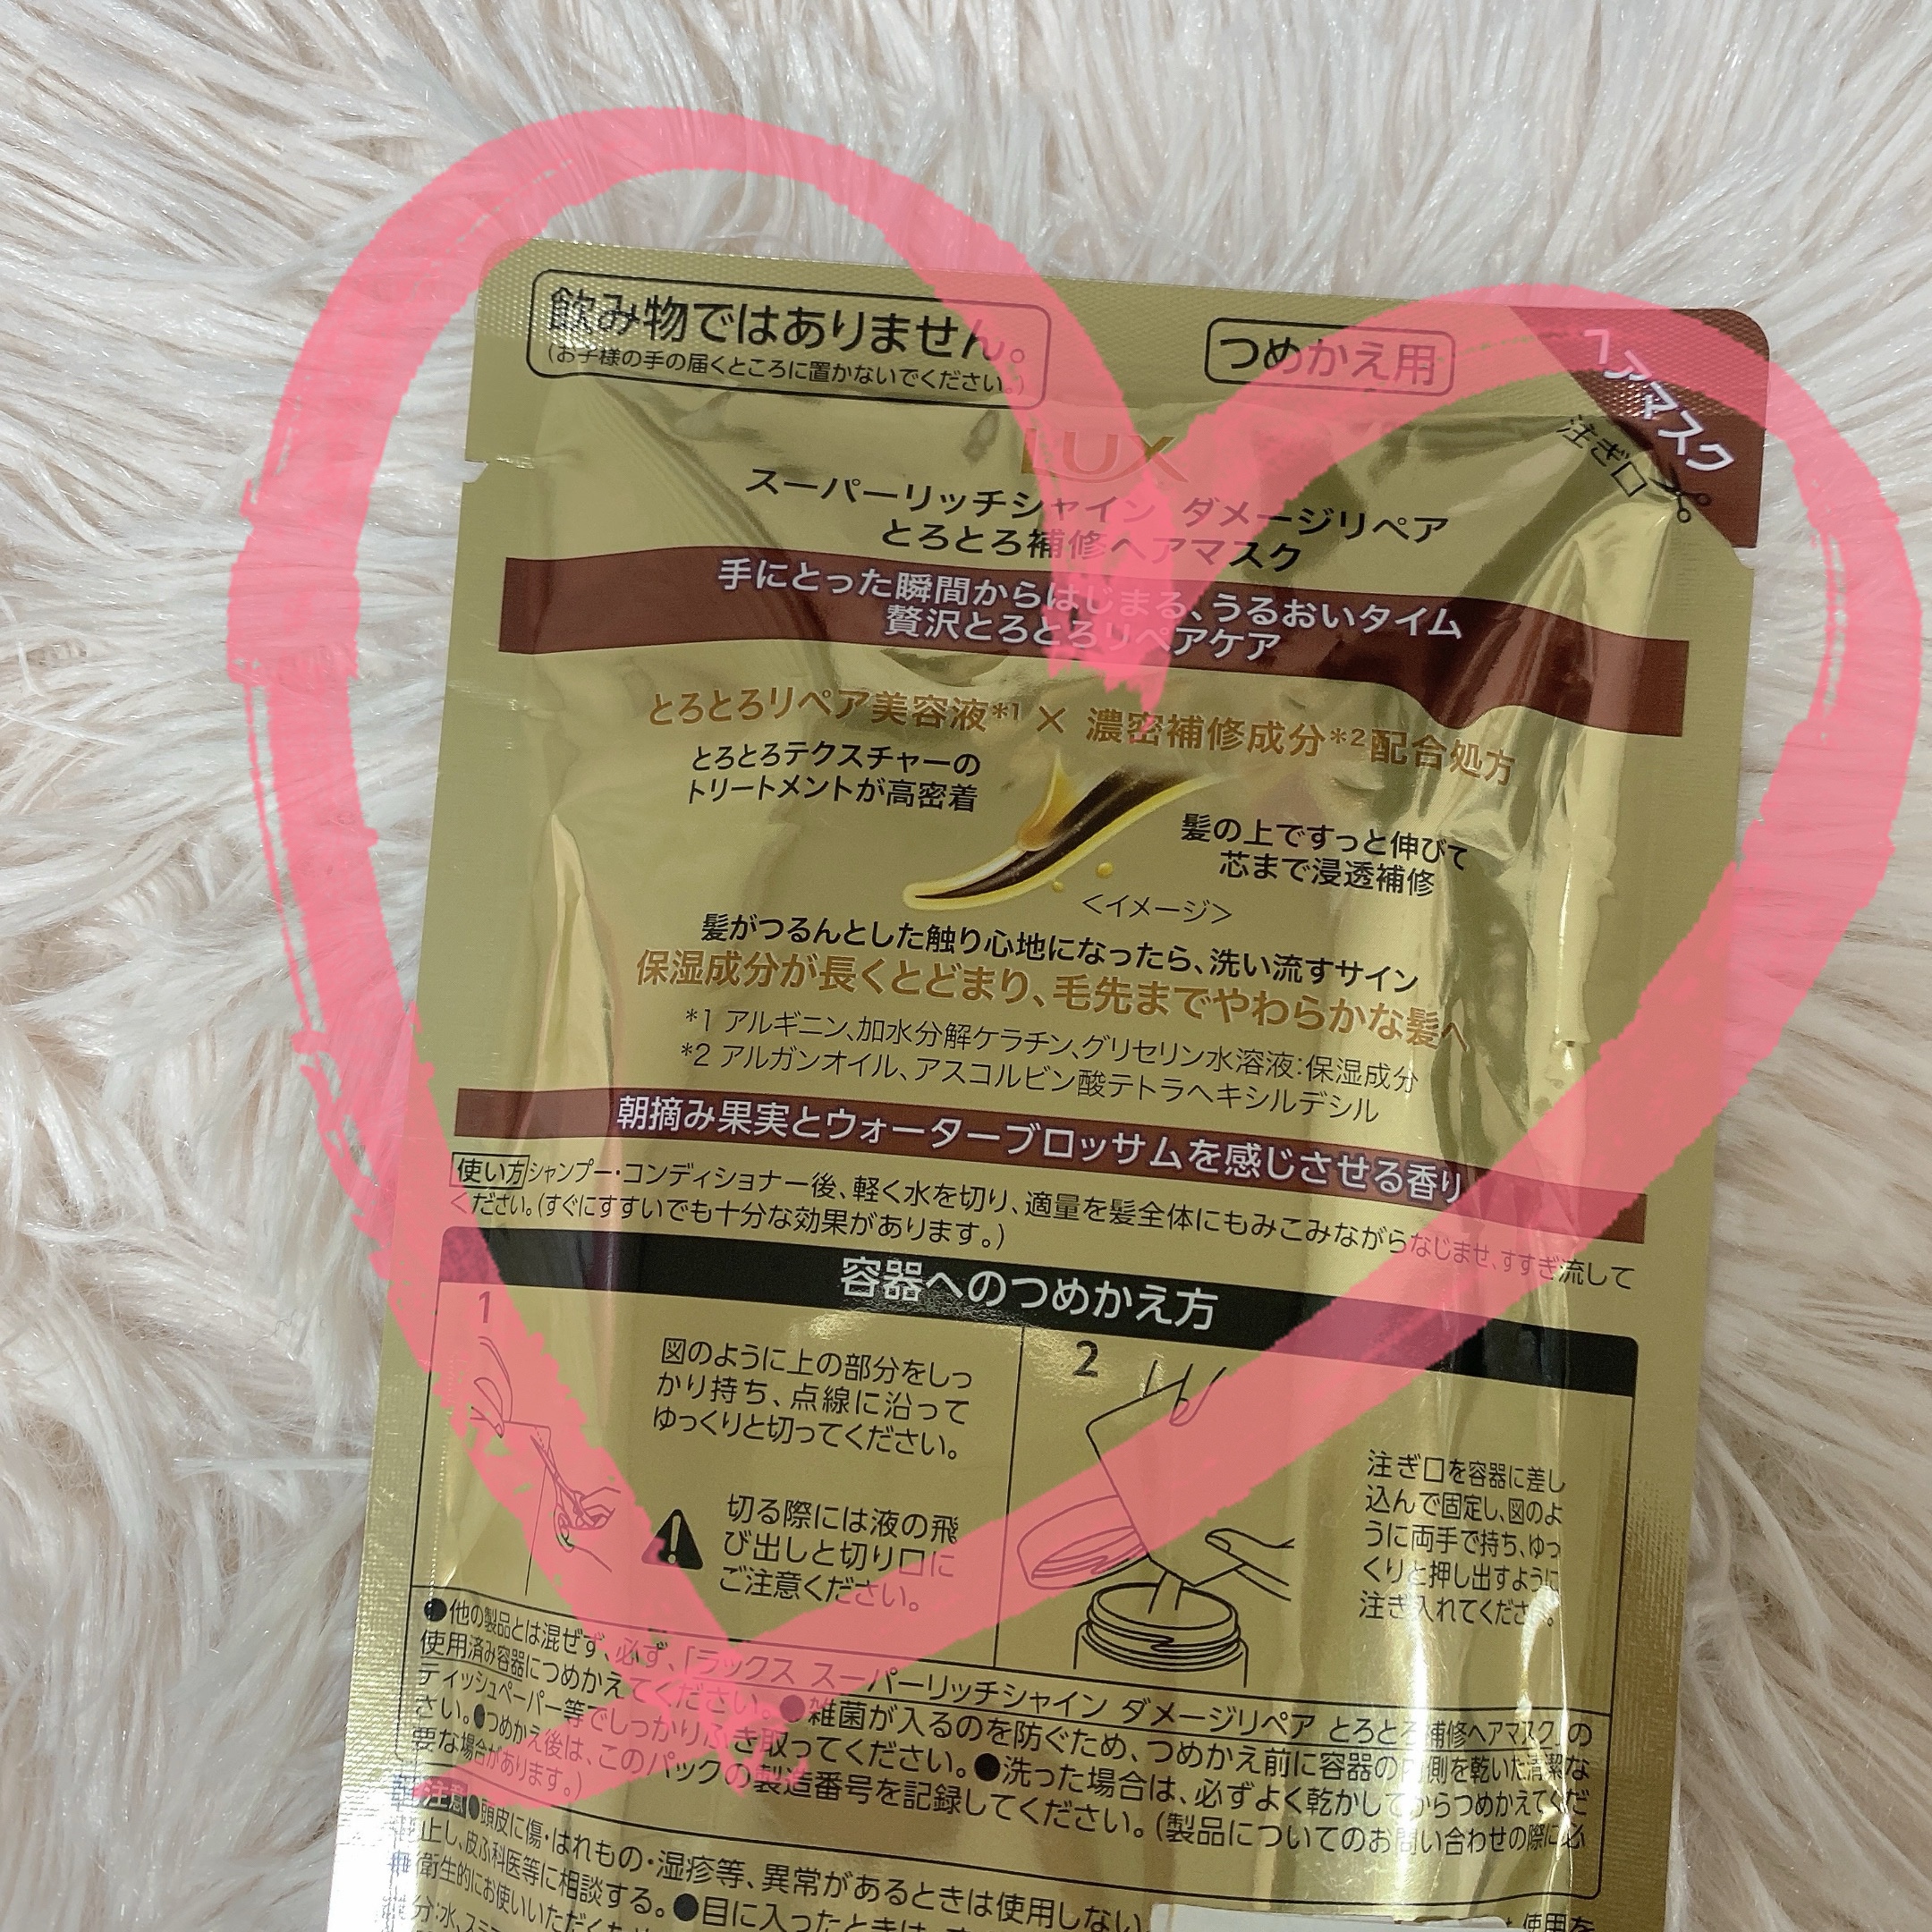 飲み物ではありません。
(お子様の手の届くところに置かないでください。)
つめかえ用
ヘアマスク
注ぎ口
LUX
スーパーリッチシャイン ダメージリペア
とろとろ補修ヘアマスク
手にとった瞬間からはじまる、うるおいタイム
贅沢とろとろリペアケア
とろとろリペア美容液*1 × 濃密補修成分*2配合処方
とろとろテクスチャーの
トリートメントが高密着
髪の上ですっと伸びて
芯まで浸透補修
<イメージ>
髪がつるんとした触り心地になったら、洗い流すサイン
保湿成分が長くとどまり、毛先までやわらかな髪へ
*1 アルギニン、加水分解ケラチン、グリセリン水溶液:保湿成分
*2 アルガンオイル、アスコルビン酸テトラヘキシルデシル
朝摘み果実とウォーターブロッサムを感じさせる香り
使い方 シャンプー・コンディショナー後、軽く水を切り、適量を髪全体にもみこみながらなじませ、すすぎ流して
ください。(すぐにすすいでも十分な効果があります。)
容器へのつめかえ方
1
図のように上の部分をしっ
かり持ち、点線に沿って
ゆっくりと切ってください。
切る際には液の飛
び出しと切り口に
ご注意ください。
2
注ぎ口を容器に差し
込んで固定し、図のよ
うに両手で持ち、ゆっ
くりと押し出すように
注ぎ入れてください。
●他の製品とは混ぜず、必ず、「ラックス スーパーリッチシャイン ダメージリペア とろとろ補修ヘアマスク」の
使用済み容器につめかえてください。●雑菌が入るのを防ぐため、つめかえ前に容器の内側を乾いた清潔な
ティッシュペーパー等でしっかりふき取ってください。●洗った場合は、必ずよく乾かしてからつめかえてくだ
さい。●つめかえ後は、このパックの製造番号を記録してください。(製品についてのお問い合わせの際に必
要な場合があります。)
注意 ●頭皮に傷・はれもの・湿疹等、異常があるときは使用しない
止し、皮ふ科医等に相談する。●目に入ったときは、
衛生的にお使いいただくため
分:水、ステ
使用を